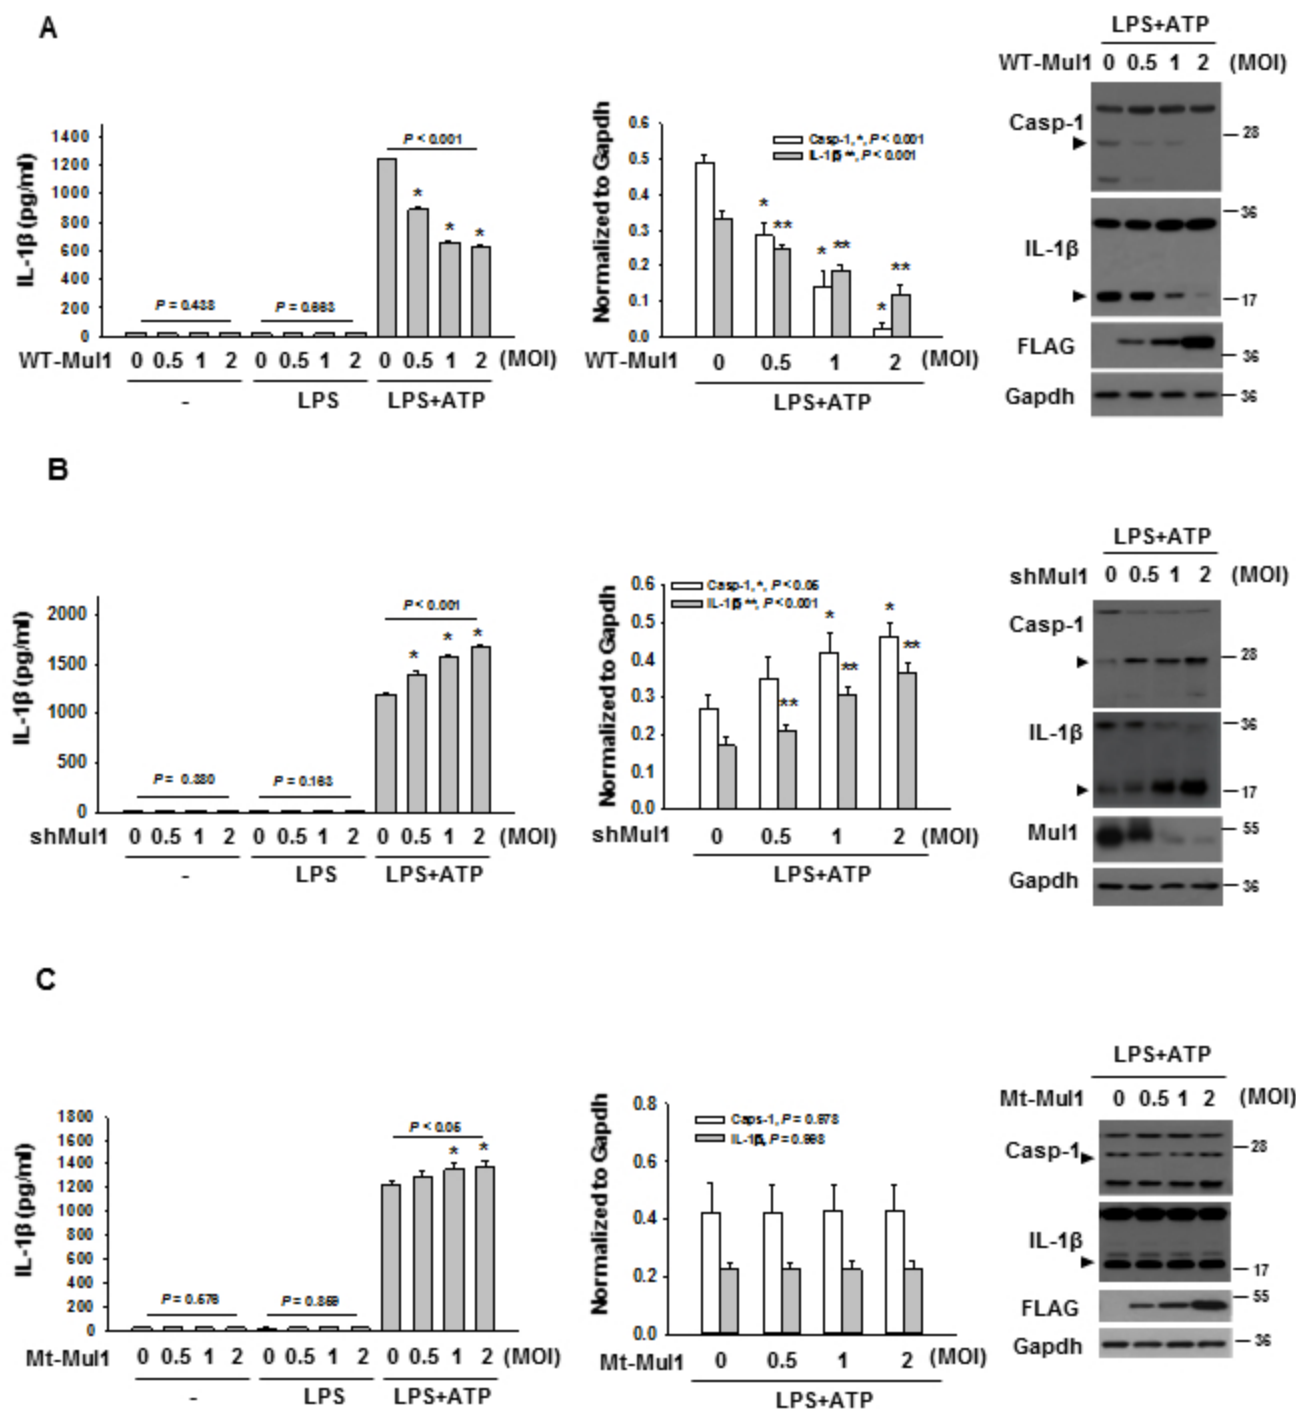 A
LPS+ATP
WT-Mul1 0 0.5 1 2 (MOI)
1400
1200
1000
800
600
400
200
0
IL-1β (pg/ml)
P < 0.001
* * *
P = 0.438
P = 0.663
WT-Mul1 0 0.5 1 2 0 0.5 1 2 0 0.5 1 2 (MOI)
- LPS LPS+ATP
0.6
0.5
0.4
0.3
0.2
0.1
0.0
Normalized to Gapdh
Casp-1, *, P < 0.001
IL-1β **, P < 0.001
* ** * ** * **
WT-Mul1 0 0.5 1 2 (MOI)
LPS+ATP
Casp-1
28
36
IL-1β
17
FLAG
36
Gapdh
36
B
LPS+ATP
shMul1 0 0.5 1 2 (MOI)
2000
1500
1000
500
0
IL-1β (pg/ml)
P < 0.001
* * *
P = 0.380
P = 0.163
shMul1 0 0.5 1 2 0 0.5 1 2 0 0.5 1 2 (MOI)
- LPS LPS+ATP
0.6
0.5
0.4
0.3
0.2
0.1
0.0
Normalized to Gapdh
Casp-1, *, P < 0.05
IL-1β **, P < 0.001
** * ** * **
shMul1 0 0.5 1 2 (MOI)
LPS+ATP
Casp-1
28
IL-1β
36
17
Mul1
55
Gapdh
36
C
LPS+ATP
Mt-Mul1 0 0.5 1 2 (MOI)
1800
1600
1400
1200
1000
800
600
400
200
0
IL-1β (pg/ml)
P < 0.05
* *
Mt-Mul1 0 0.5 1 2 0 0.5 1 2 0 0.5 1 2 (MOI)
- LPS LPS+ATP
0.8
0.6
0.4
0.2
0.0
Normalized to Gapdh
Caps-1, P =
IL-1β, P =
Mt-Mul1 0 0.5 1 2 (MOI)
LPS+ATP
Casp-1
28
IL-1β
17
FLAG
55
Gapdh
36